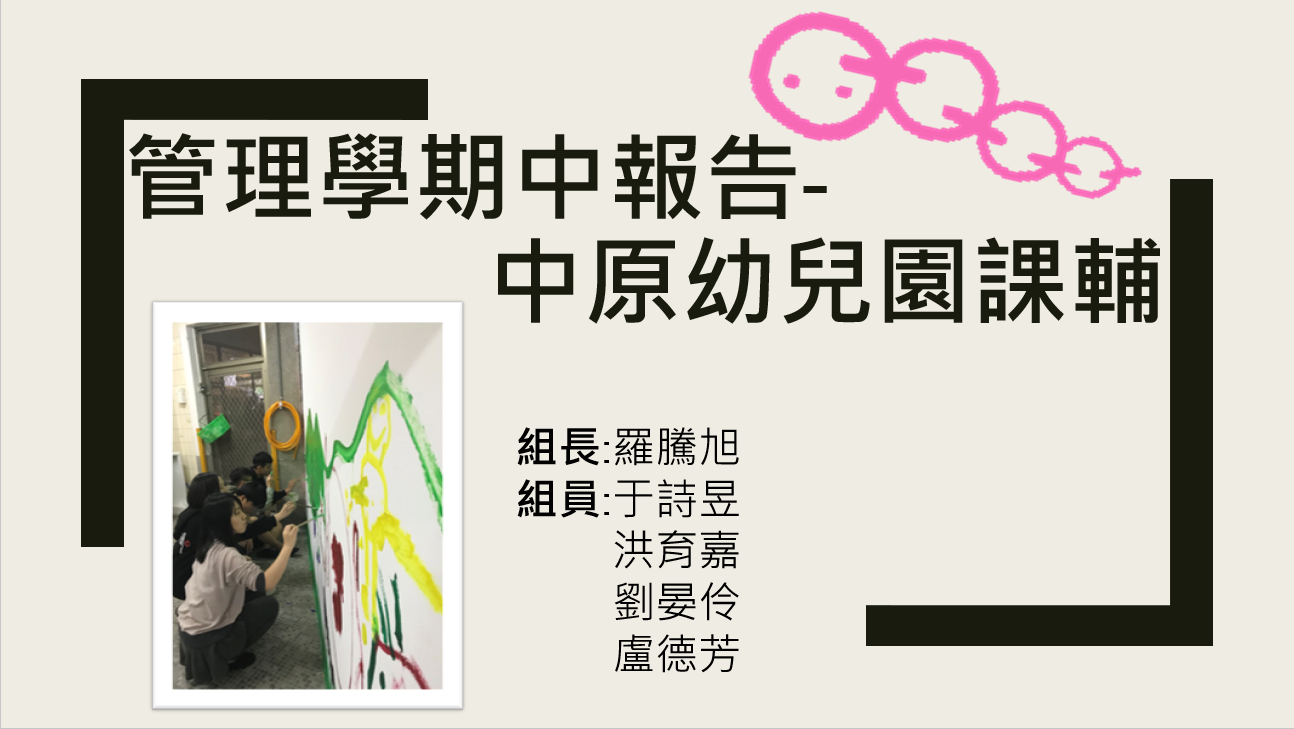 管理學期中報告-
中原幼兒園課輔
組長:羅騰旭
組員:于詩昱
洪育嘉
劉晏伶
盧德芳